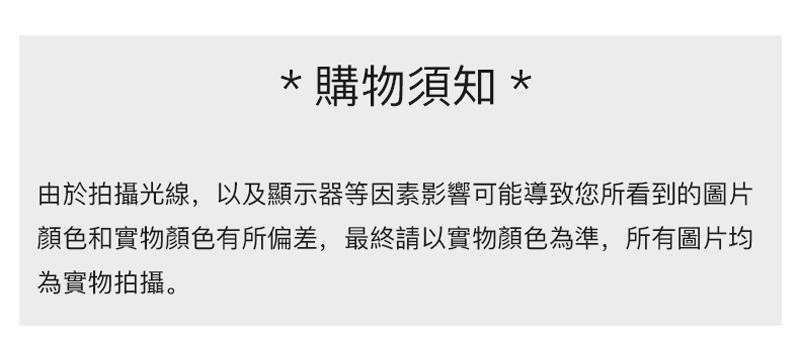 * 購物須知 *
由於拍攝光線，以及顯示器等因素影響可能導致您所看到的圖片
顏色和實物顏色有所偏差，最終請以實物顏色為準，所有圖片均
為實物拍攝。